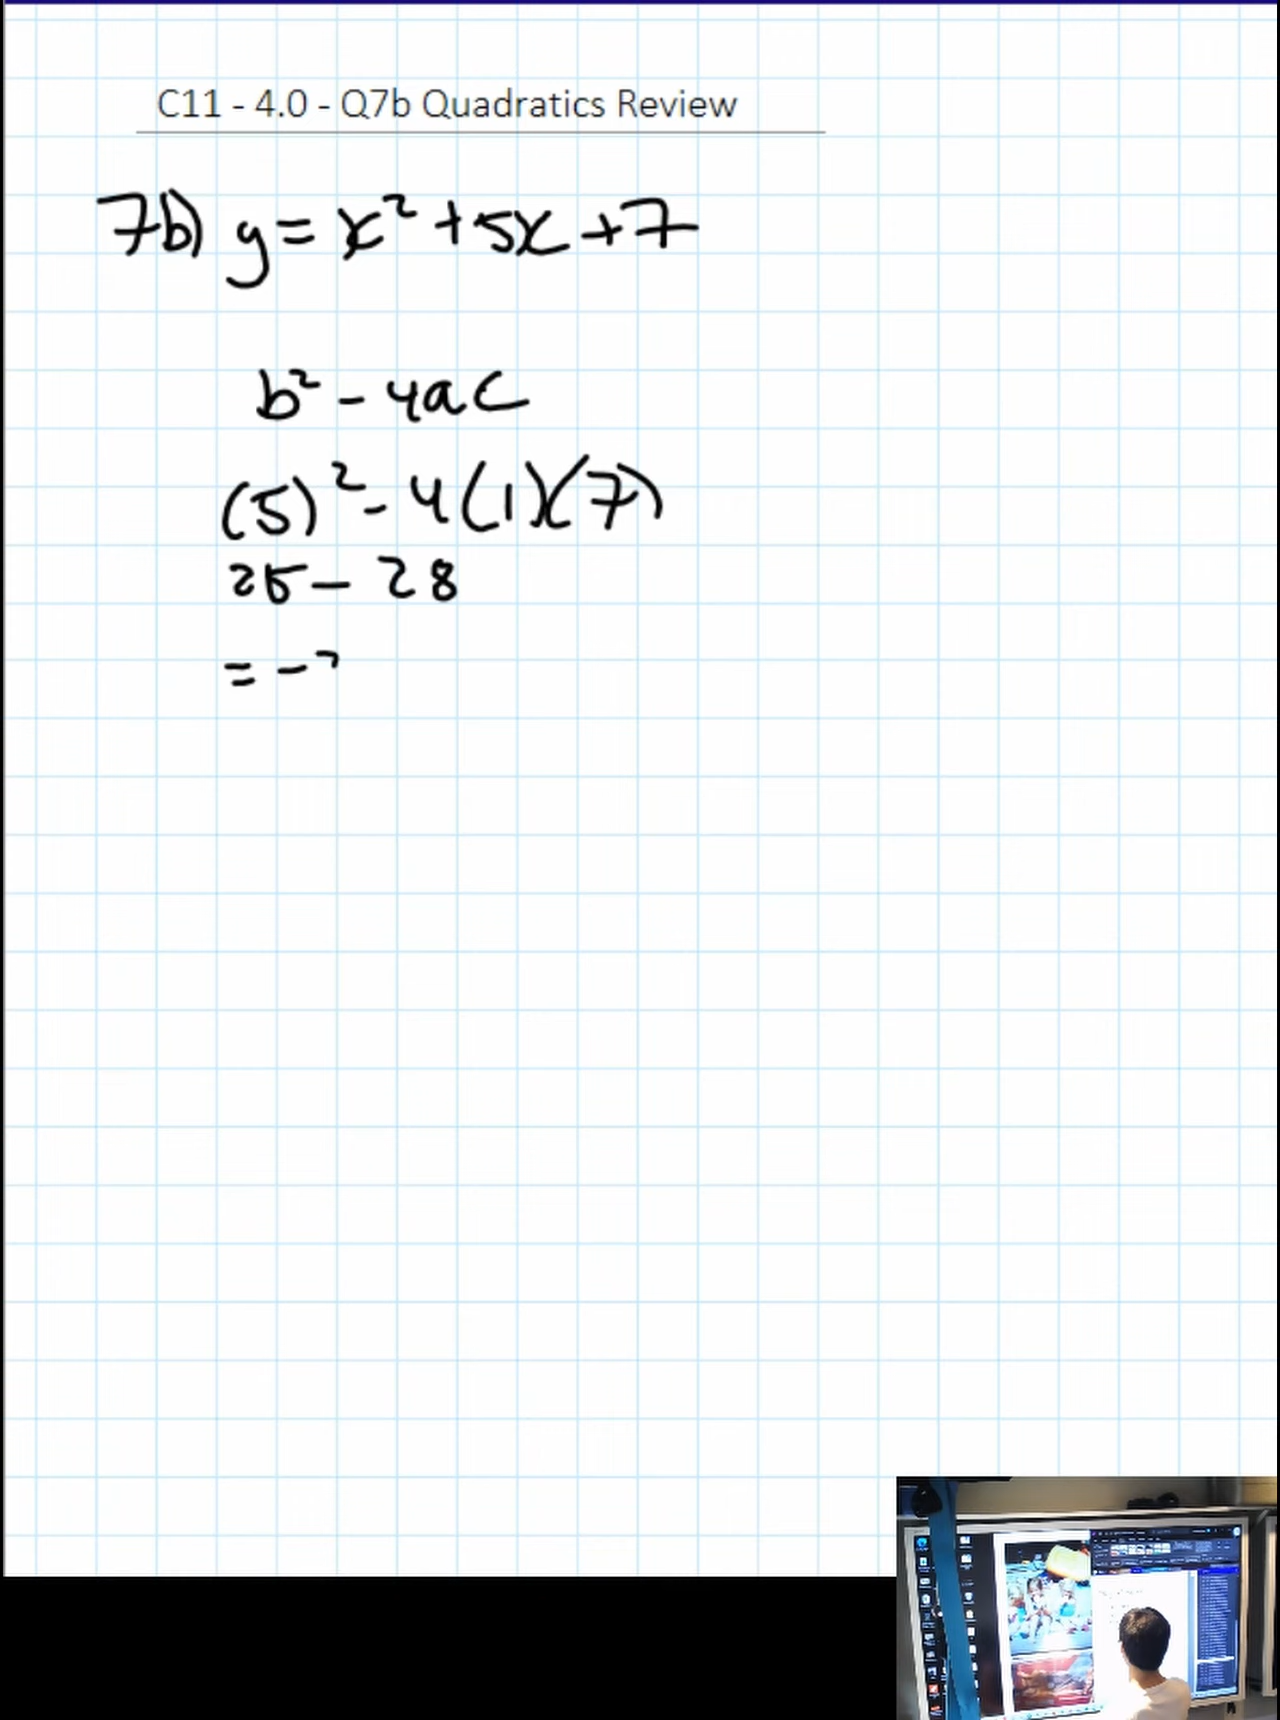 C11 - 4.0 - Q7b Quadratics Review
7b) y = x² + 5x + 7
b² - 4ac
(5)² - 4(1)(7)
25 - 28
= -